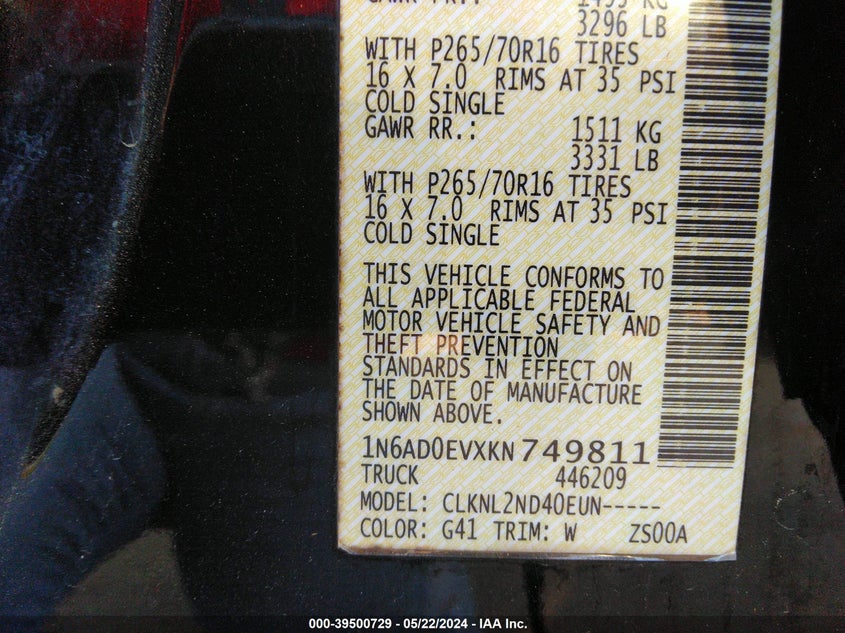 3296 LB
WITH P265/70R16 TIRES
16 X 7.0 RIMS AT 35 PSI
COLD SINGLE
GAWR RR.: 1511 KG
3331 LB
WITH P265/70R16 TIRES
16 X 7.0 RIMS AT 35 PSI
COLD SINGLE
THIS VEHICLE CONFORMS TO
ALL APPLICABLE FEDERAL
MOTOR VEHICLE SAFETY AND
THEFT PREVENTION
STANDARDS IN EFFECT ON
THE DATE OF MANUFACTURE
SHOWN ABOVE.
1N6AD0EVXKN749811
TRUCK 446209
MODEL: CLKNL2ND40EUN-----
COLOR: G41 TRIM: W ZS00A
000-39500729 - 05/22/2024 - IAA Inc.